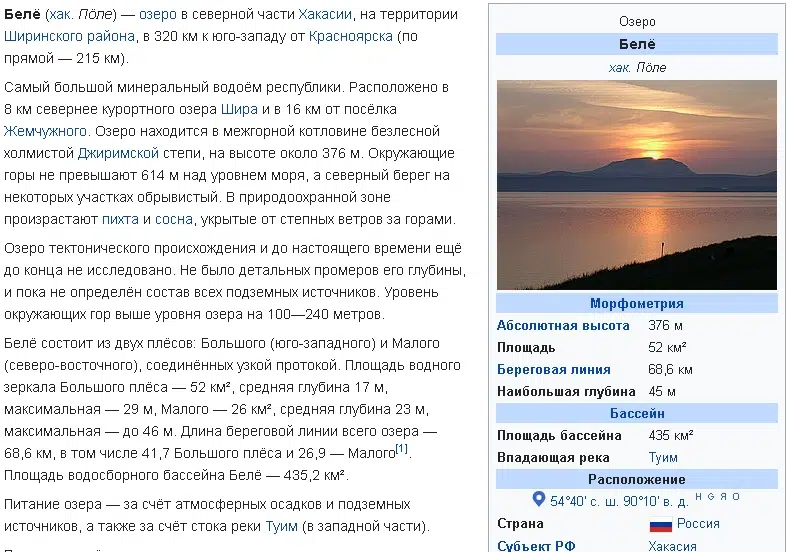 Белё (хак. Пӧле) — озеро в северной части Хакасии, на территории
Ширинского района, в 320 км к юго-западу от Красноярска (по
прямой — 215 км).
Самый большой минеральный водоём республики. Расположено в
8 км севернее курортного озера Шира и в 16 км от посёлка
Жемчужного. Озеро находится в межгорной котловине безлесной
холмистой Джиримской степи, на высоте около 376 м. Окружающие
горы не превышают 614 м над уровнем моря, а северный берег на
некоторых участках обрывистый. В природоохранной зоне
произрастают пихта и сосна, укрытые от степных ветров за горами.
Озеро тектонического происхождения и до настоящего времени ещё
до конца не исследовано. Не было детальных промеров его глубины,
и пока не определён состав всех подземных источников. Уровень
окружающих гор выше уровня озера на 100—240 метров.
Белё состоит из двух плёсов: Большого (юго-западного) и Малого
(северо-восточного), соединённых узкой протокой. Площадь водного
зеркала Большого плёса — 52 км², средняя глубина 17 м,
максимальная — 29 м, Малого — 26 км², средняя глубина 23 м,
максимальная — до 46 м. Длина береговой линии всего озера —
68,6 км, в том числе 41,7 Большого плёса и 26,9 — Малого[1].
Площадь водосборного бассейна Белё — 435,2 км².
Питание озера — за счёт атмосферных осадков и подземных
источников, а также за счёт стока реки Туим (в западной части).
Озеро
Белё
хак. Пӧле
Морфометрия
Абсолютная высота 376 м
Площадь 52 км²
Береговая линия 68,6 км
Наибольшая глубина 45 м
Бассейн
Площадь бассейна 435 км²
Впадающая река Туим
Расположение
54°40′ с. ш. 90°10′ в. д. H G Я O
Страна Россия
Субъект РФ Хакасия